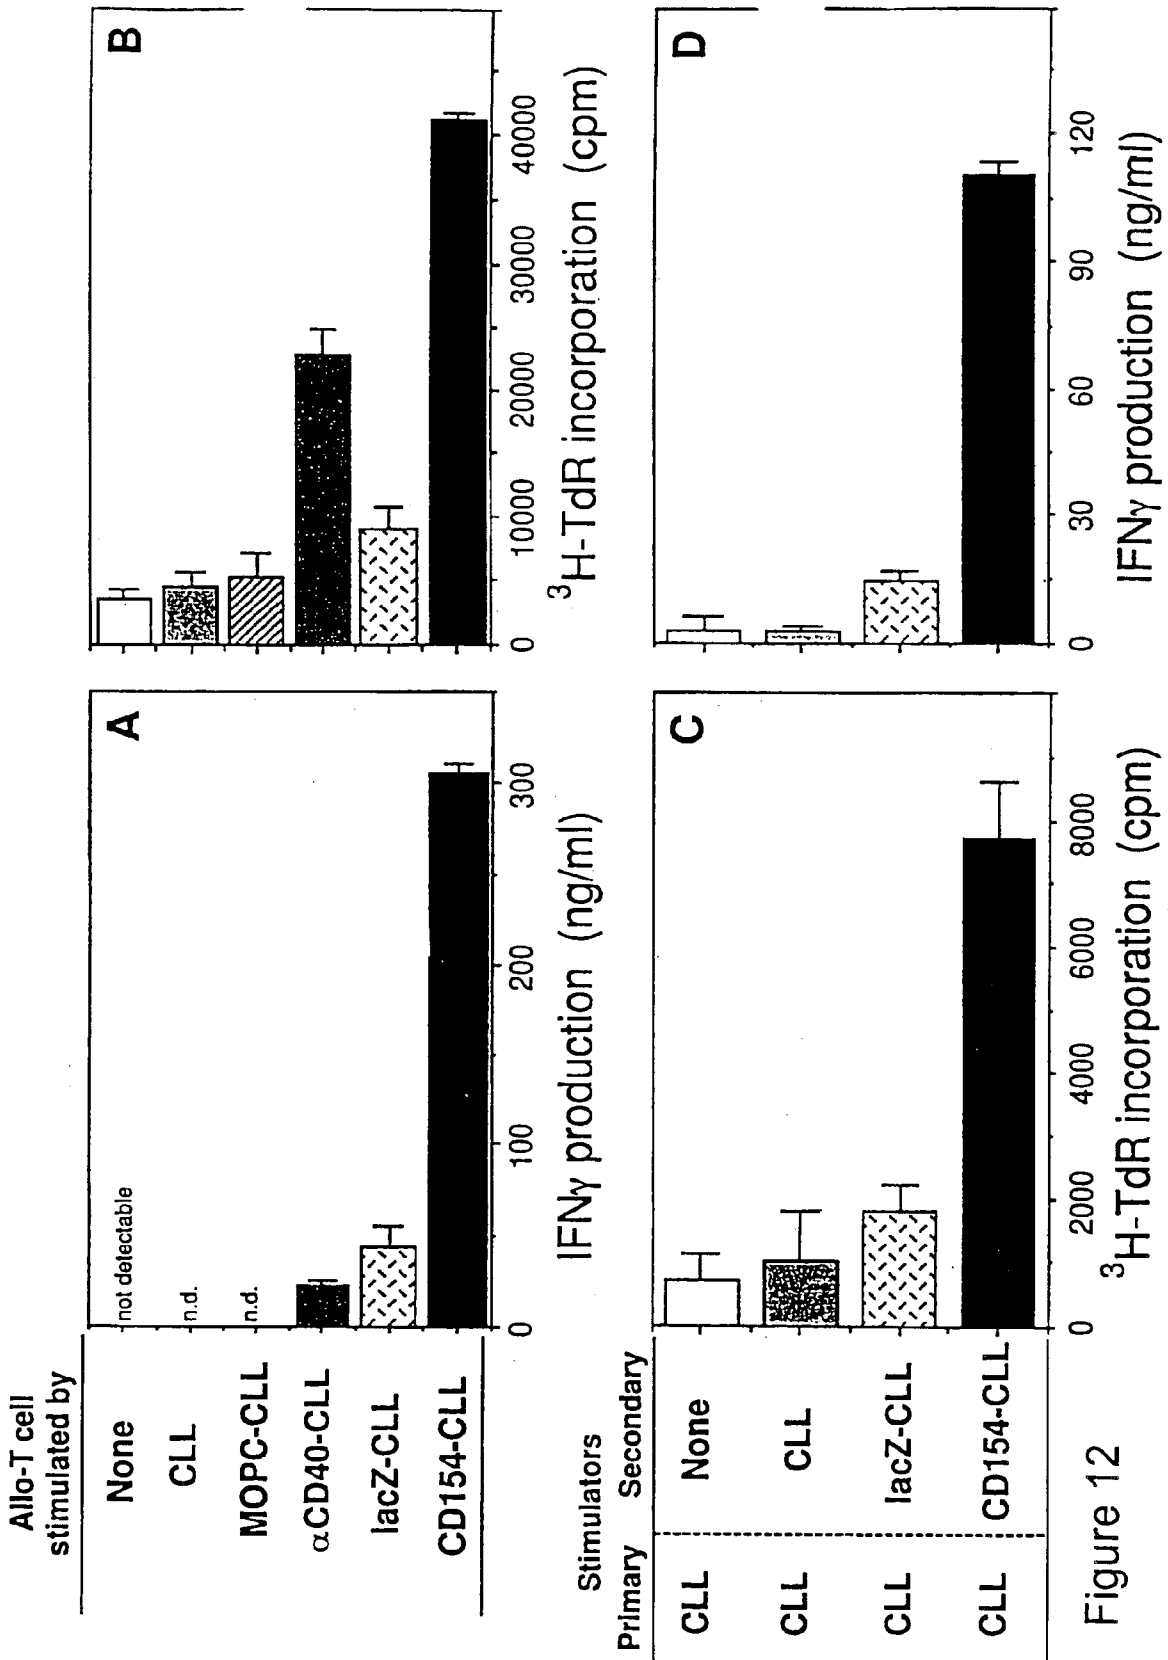 Allo-T cell
stimulated by
None
CLL
MOPC-CLL
αCD40-CLL
lacZ-CLL
CD154-CLL
A
not detectable
n.d.
n.d.
0 100 200 300
IFNγ production (ng/ml)
B
0 10000 20000 30000 40000
³H-TdR incorporation (cpm)
Stimulators
Primary Secondary
CLL None
CLL CLL
CLL lacZ-CLL
CLL CD154-CLL
C
0 2000 4000 6000 8000
³H-TdR incorporation (cpm)
D
0 30 60 90 120
IFNγ production (ng/ml)
Figure 12